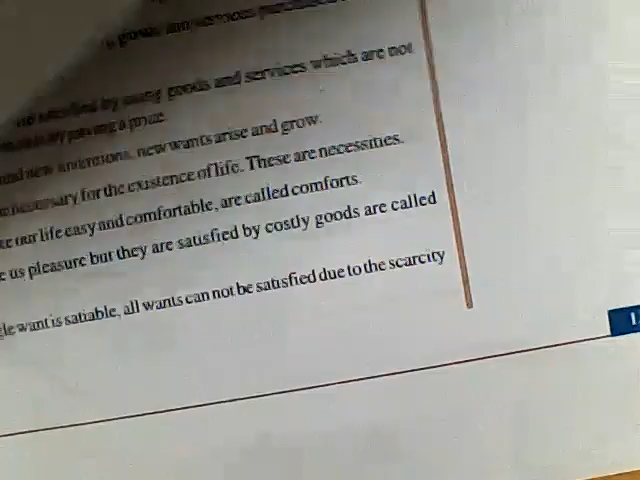 goods and services
satisfied by using goods and services which are not
by paying a price.
and new inventions, new wants arise and grow.
necessary for the existence of life. These are necessities.
our life easy and comfortable, are called comforts.
us pleasure but they are satisfied by costly goods are called
want is satiable, all wants can not be satisfied due to the scarcity